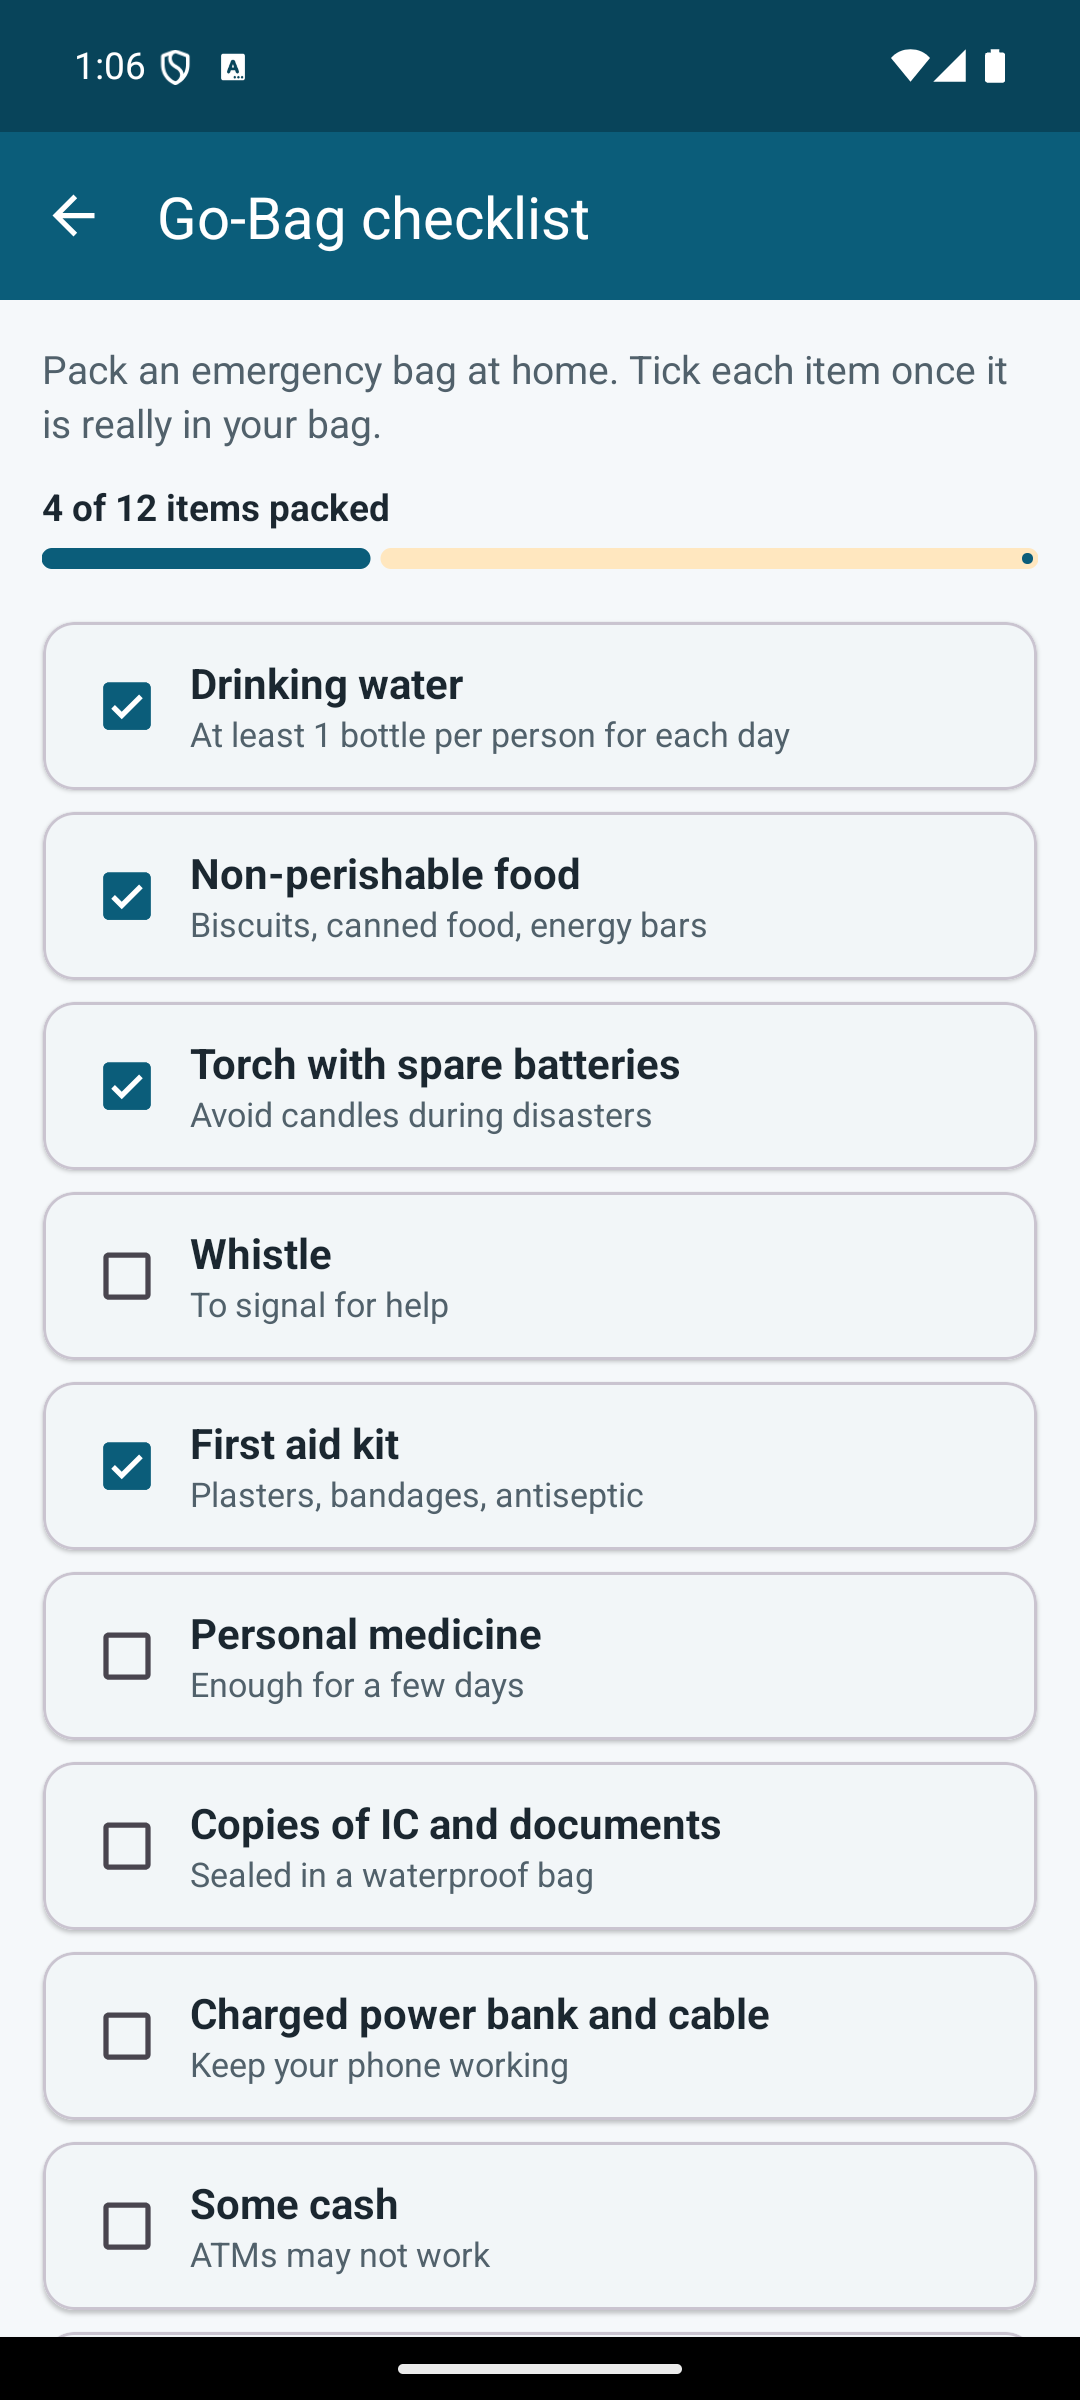 1:06
Go-Bag checklist
Pack an emergency bag at home. Tick each item once it
is really in your bag.
4 of 12 items packed
Drinking water
At least 1 bottle per person for each day
Non-perishable food
Biscuits, canned food, energy bars
Torch with spare batteries
Avoid candles during disasters
Whistle
To signal for help
First aid kit
Plasters, bandages, antiseptic
Personal medicine
Enough for a few days
Copies of IC and documents
Sealed in a waterproof bag
Charged power bank and cable
Keep your phone working
Some cash
ATMs may not work